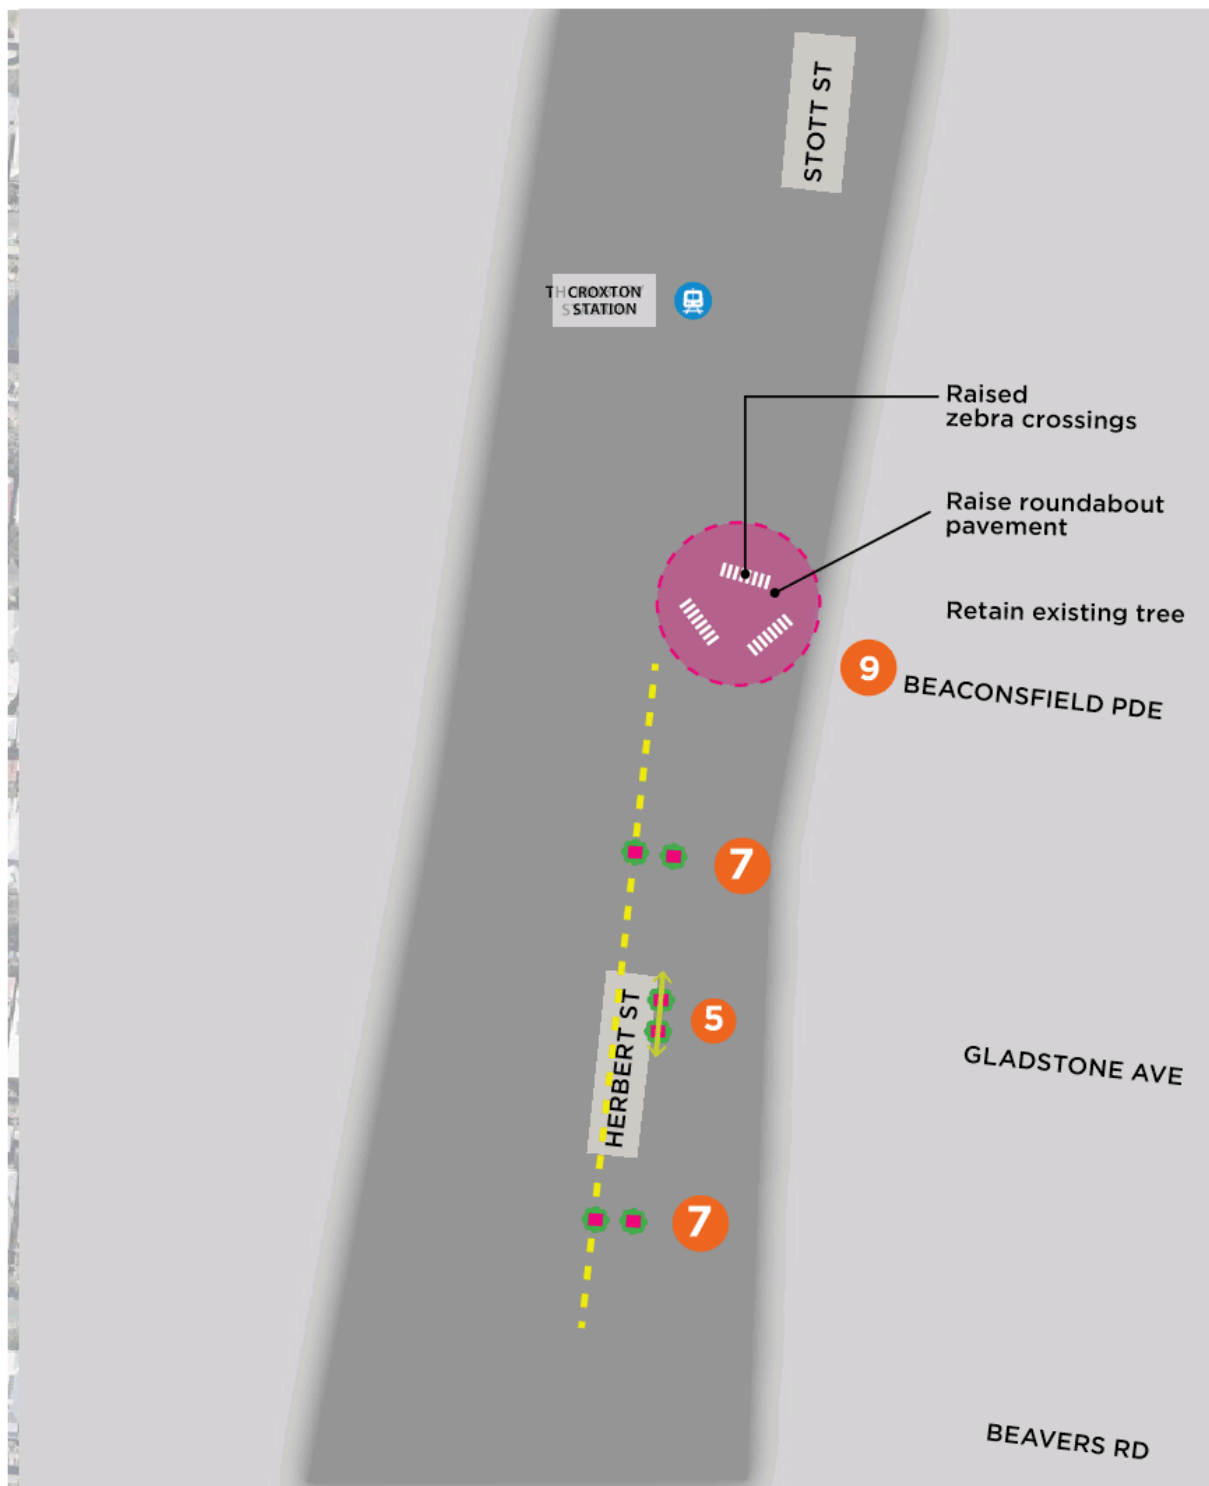 STOTT ST
CROXTON
STATION
Raised
zebra crossings
Raise roundabout
pavement
Retain existing tree
9
BEACONSFIELD PDE
7
5
HERBERT ST
GLADSTONE AVE
7
BEAVERS RD